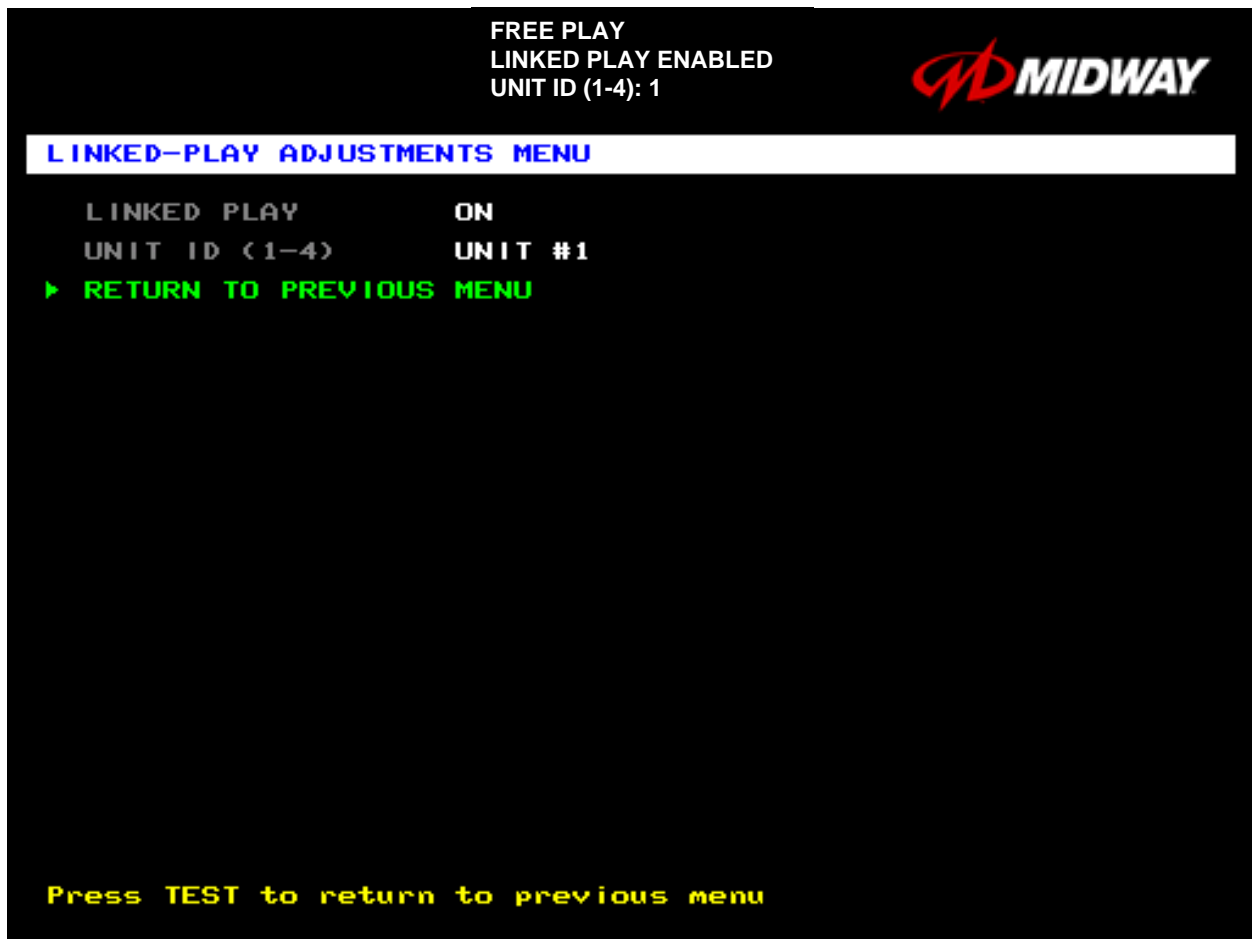 FREE PLAY
LINKED PLAY ENABLED
UNIT ID (1-4): 1
MIDWAY
LINKED-PLAY ADJUSTMENTS MENU
LINKED PLAY ON
UNIT ID (1-4) UNIT #1
RETURN TO PREVIOUS MENU
Press TEST to return to previous menu